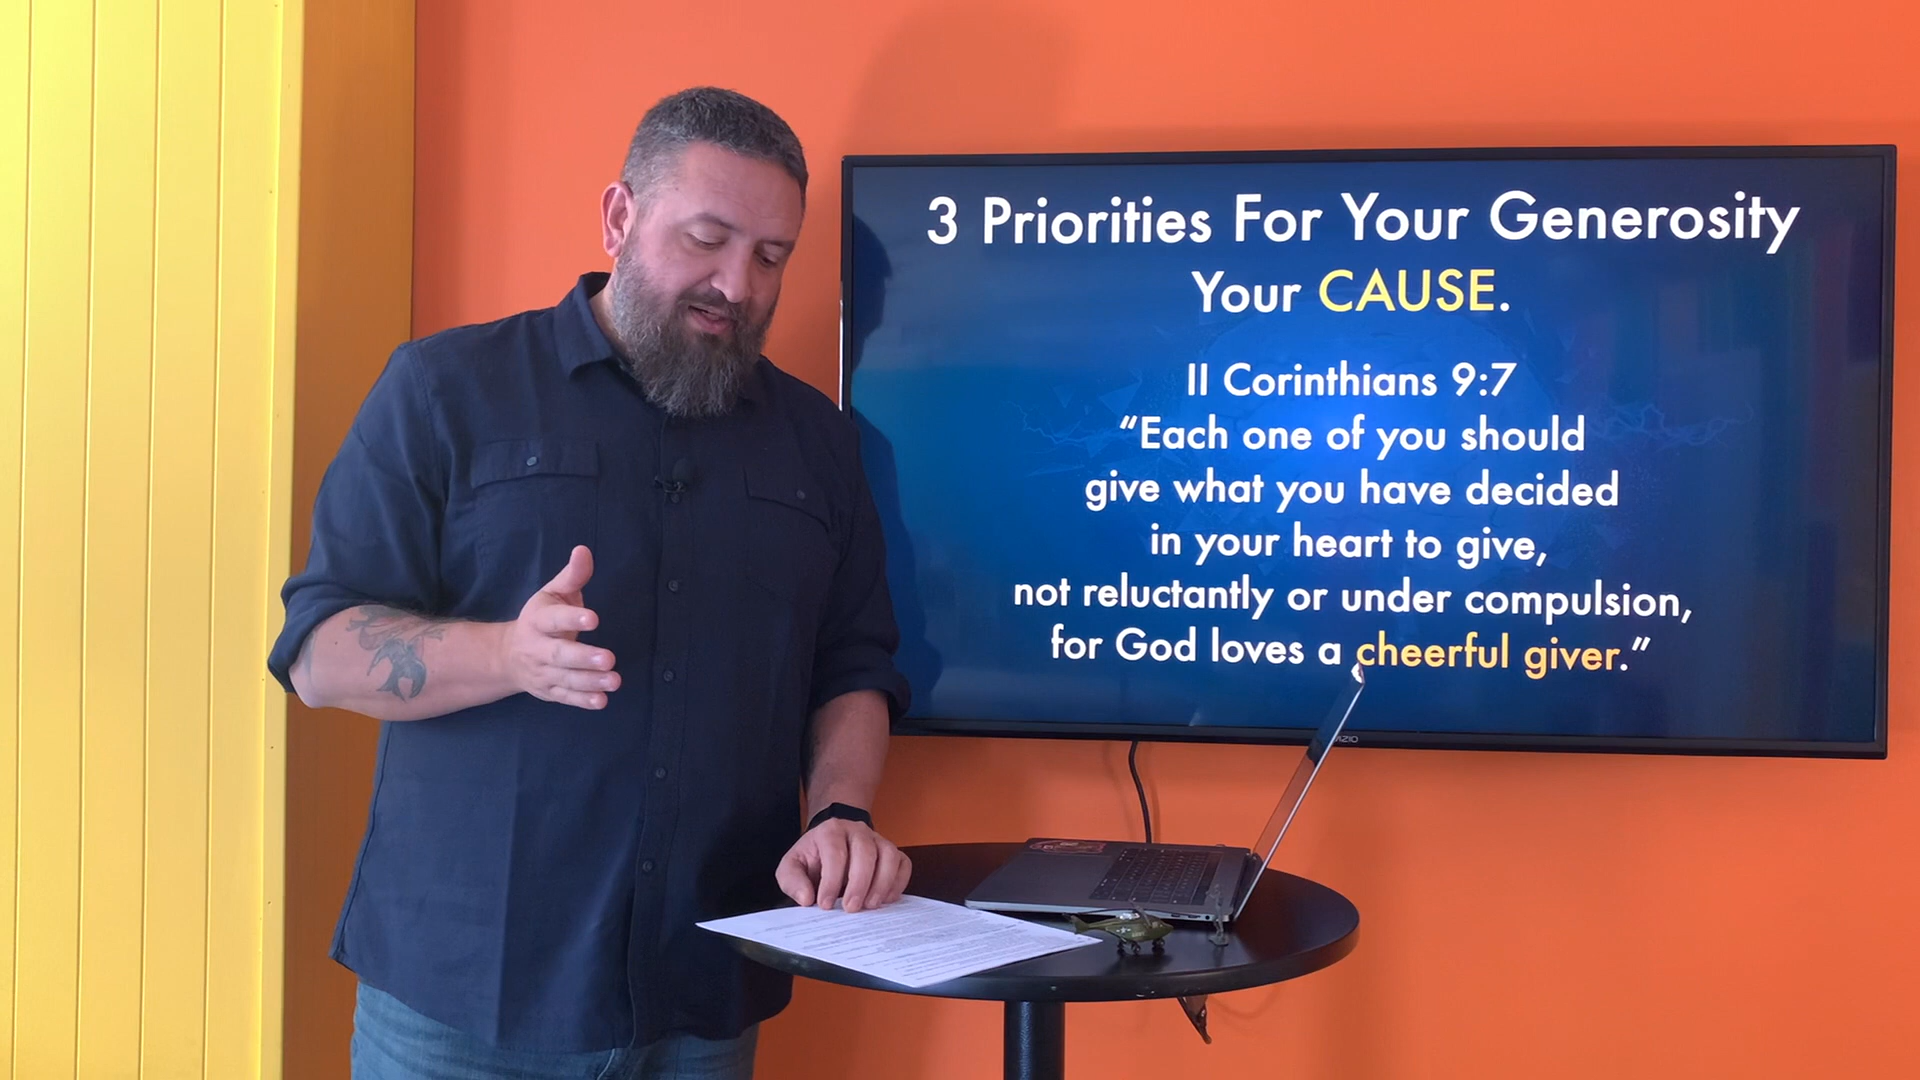 3 Priorities For Your Generosity
Your CAUSE.
II Corinthians 9:7
“Each one of you should
give what you have decided
in your heart to give,
not reluctantly or under compulsion,
for God loves a cheerful giver.”
VIZIO